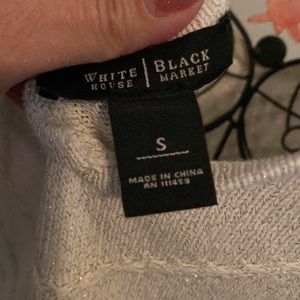 WHITE | BLACK
HOUSE | MARKET
S
MADE IN CHINA
RN 111459